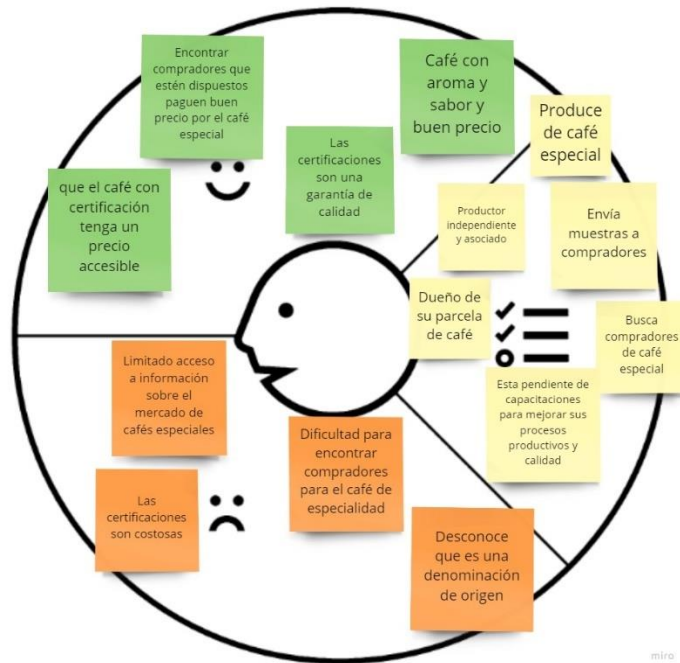 Encontrar
compradores que
estén dispuestos
paguen buen
precio por el café
especial
Café con
aroma y
sabor y
buen precio
Las
certificaciones
son una
garantía de
calidad
que el café con
certificación
tenga un
precio
accesible
Produce
de café
especial
Productor
independiente
y asociado
Envía
muestras a
compradores
Dueño de
su parcela
de café
Busca
compradores
de café
especial
Esta pendiente de
capacitaciones
para mejorar sus
procesos
productivos y
calidad
Limitado acceso
a información
sobre el
mercado de
cafés especiales
Dificultad para
encontrar
compradores
para el café de
especialidad
Las
certificaciones
son costosas
Desconoce
que es una
denominación
de origen
miro